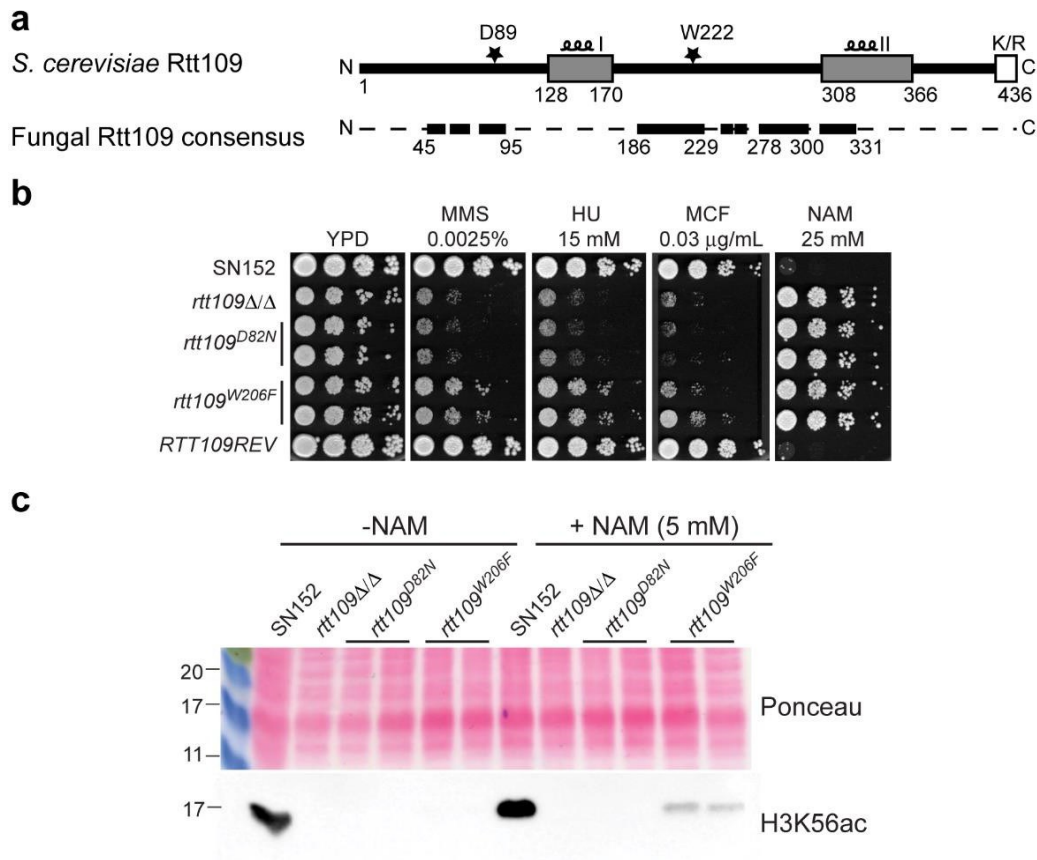 a
D89 W222 K/R
S. cerevisiae Rtt109 N I II C
1 128 170 308 366 436
Fungal Rtt109 consensus N C
45 95 186 229 278 300 331
b
MMS HU MCF NAM
YPD 0.0025% 15 mM 0.03 µg/mL 25 mM
SN152
rtt109Δ/Δ
rtt109D82N
rtt109W206F
RTT109REV
c
-NAM + NAM (5 mM)
SN152 rtt109Δ/Δ rtt109D82N rtt109W206F SN152 rtt109Δ/Δ rtt109D82N rtt109W206F
20
17 Ponceau
11
17
H3K56ac